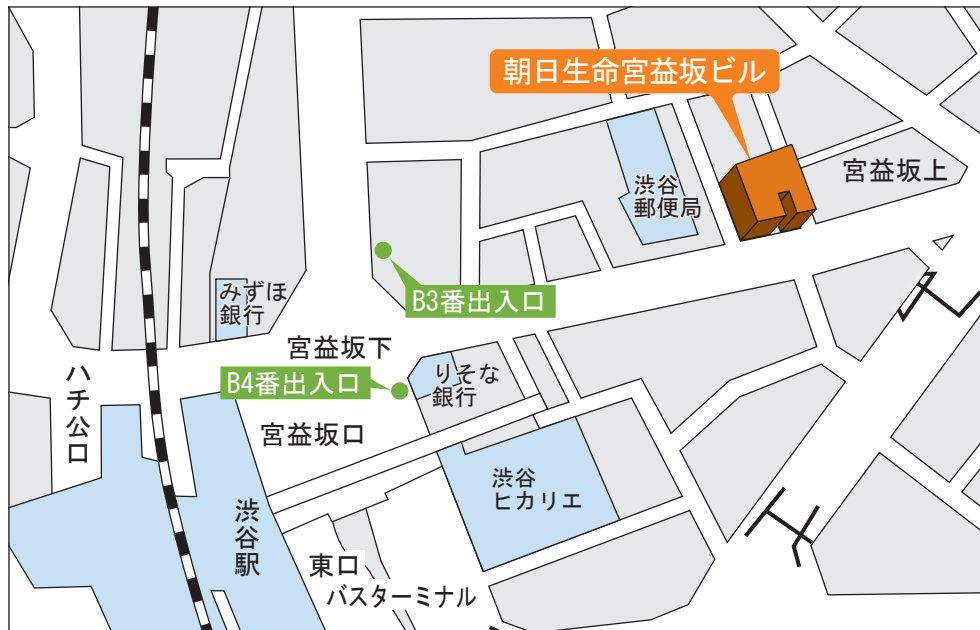 朝日生命宮益坂ビル
宮益坂上
渋谷
郵便局
B3番出入口
みずほ
銀行
宮益坂下
B4番出入口
りそな
銀行
ハチ公口
宮益坂口
渋谷
ヒカリエ
渋谷駅
東口
バスターミナル